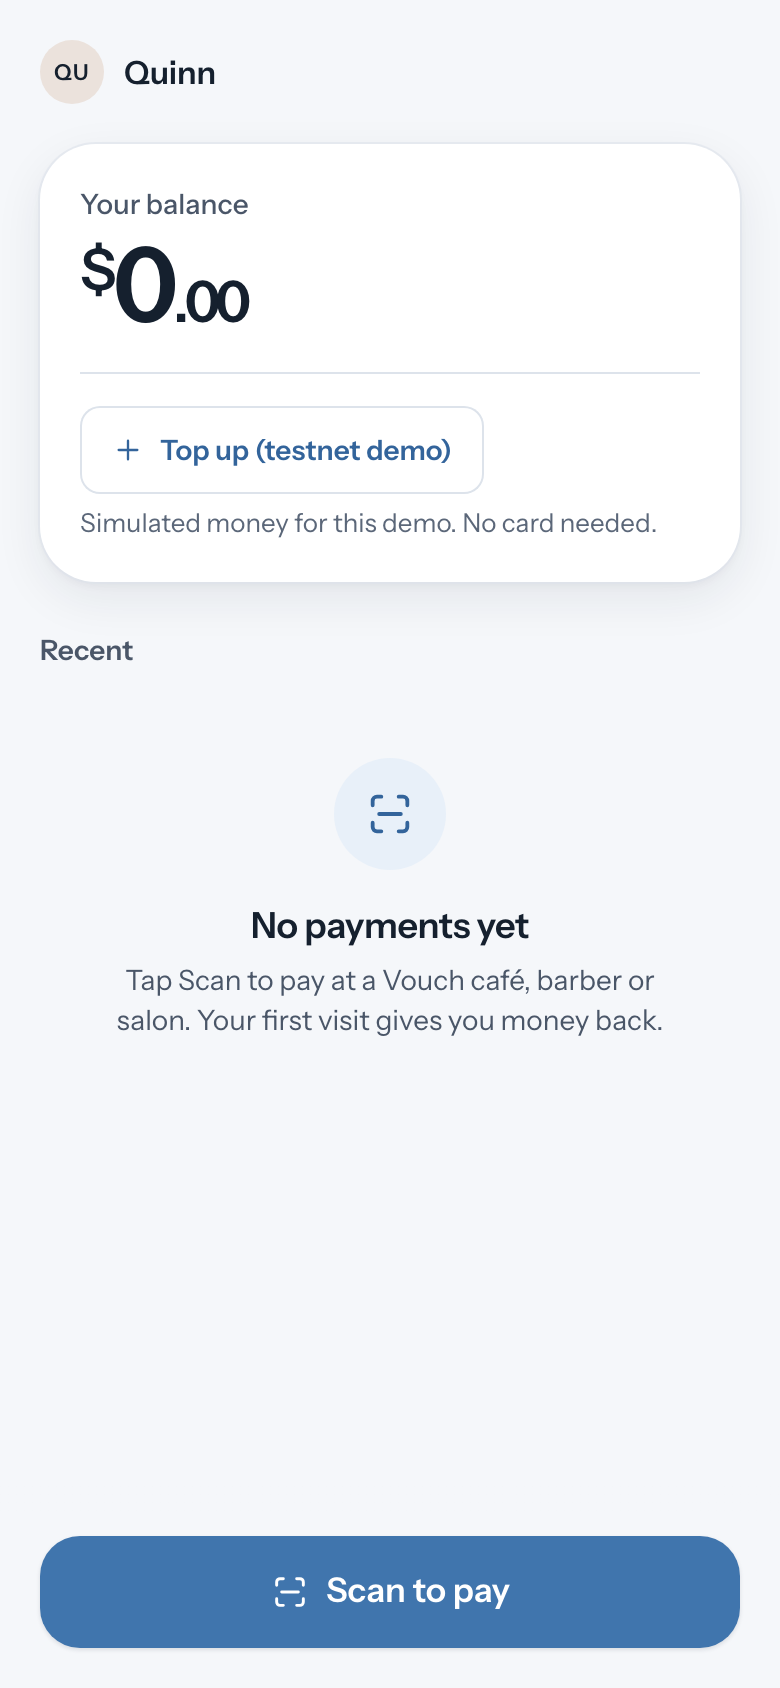 QU
Quinn
Your balance
$0.00
Top up (testnet demo)
Simulated money for this demo. No card needed.
Recent
No payments yet
Tap Scan to pay at a Vouch café, barber or
salon. Your first visit gives you money back.
Scan to pay